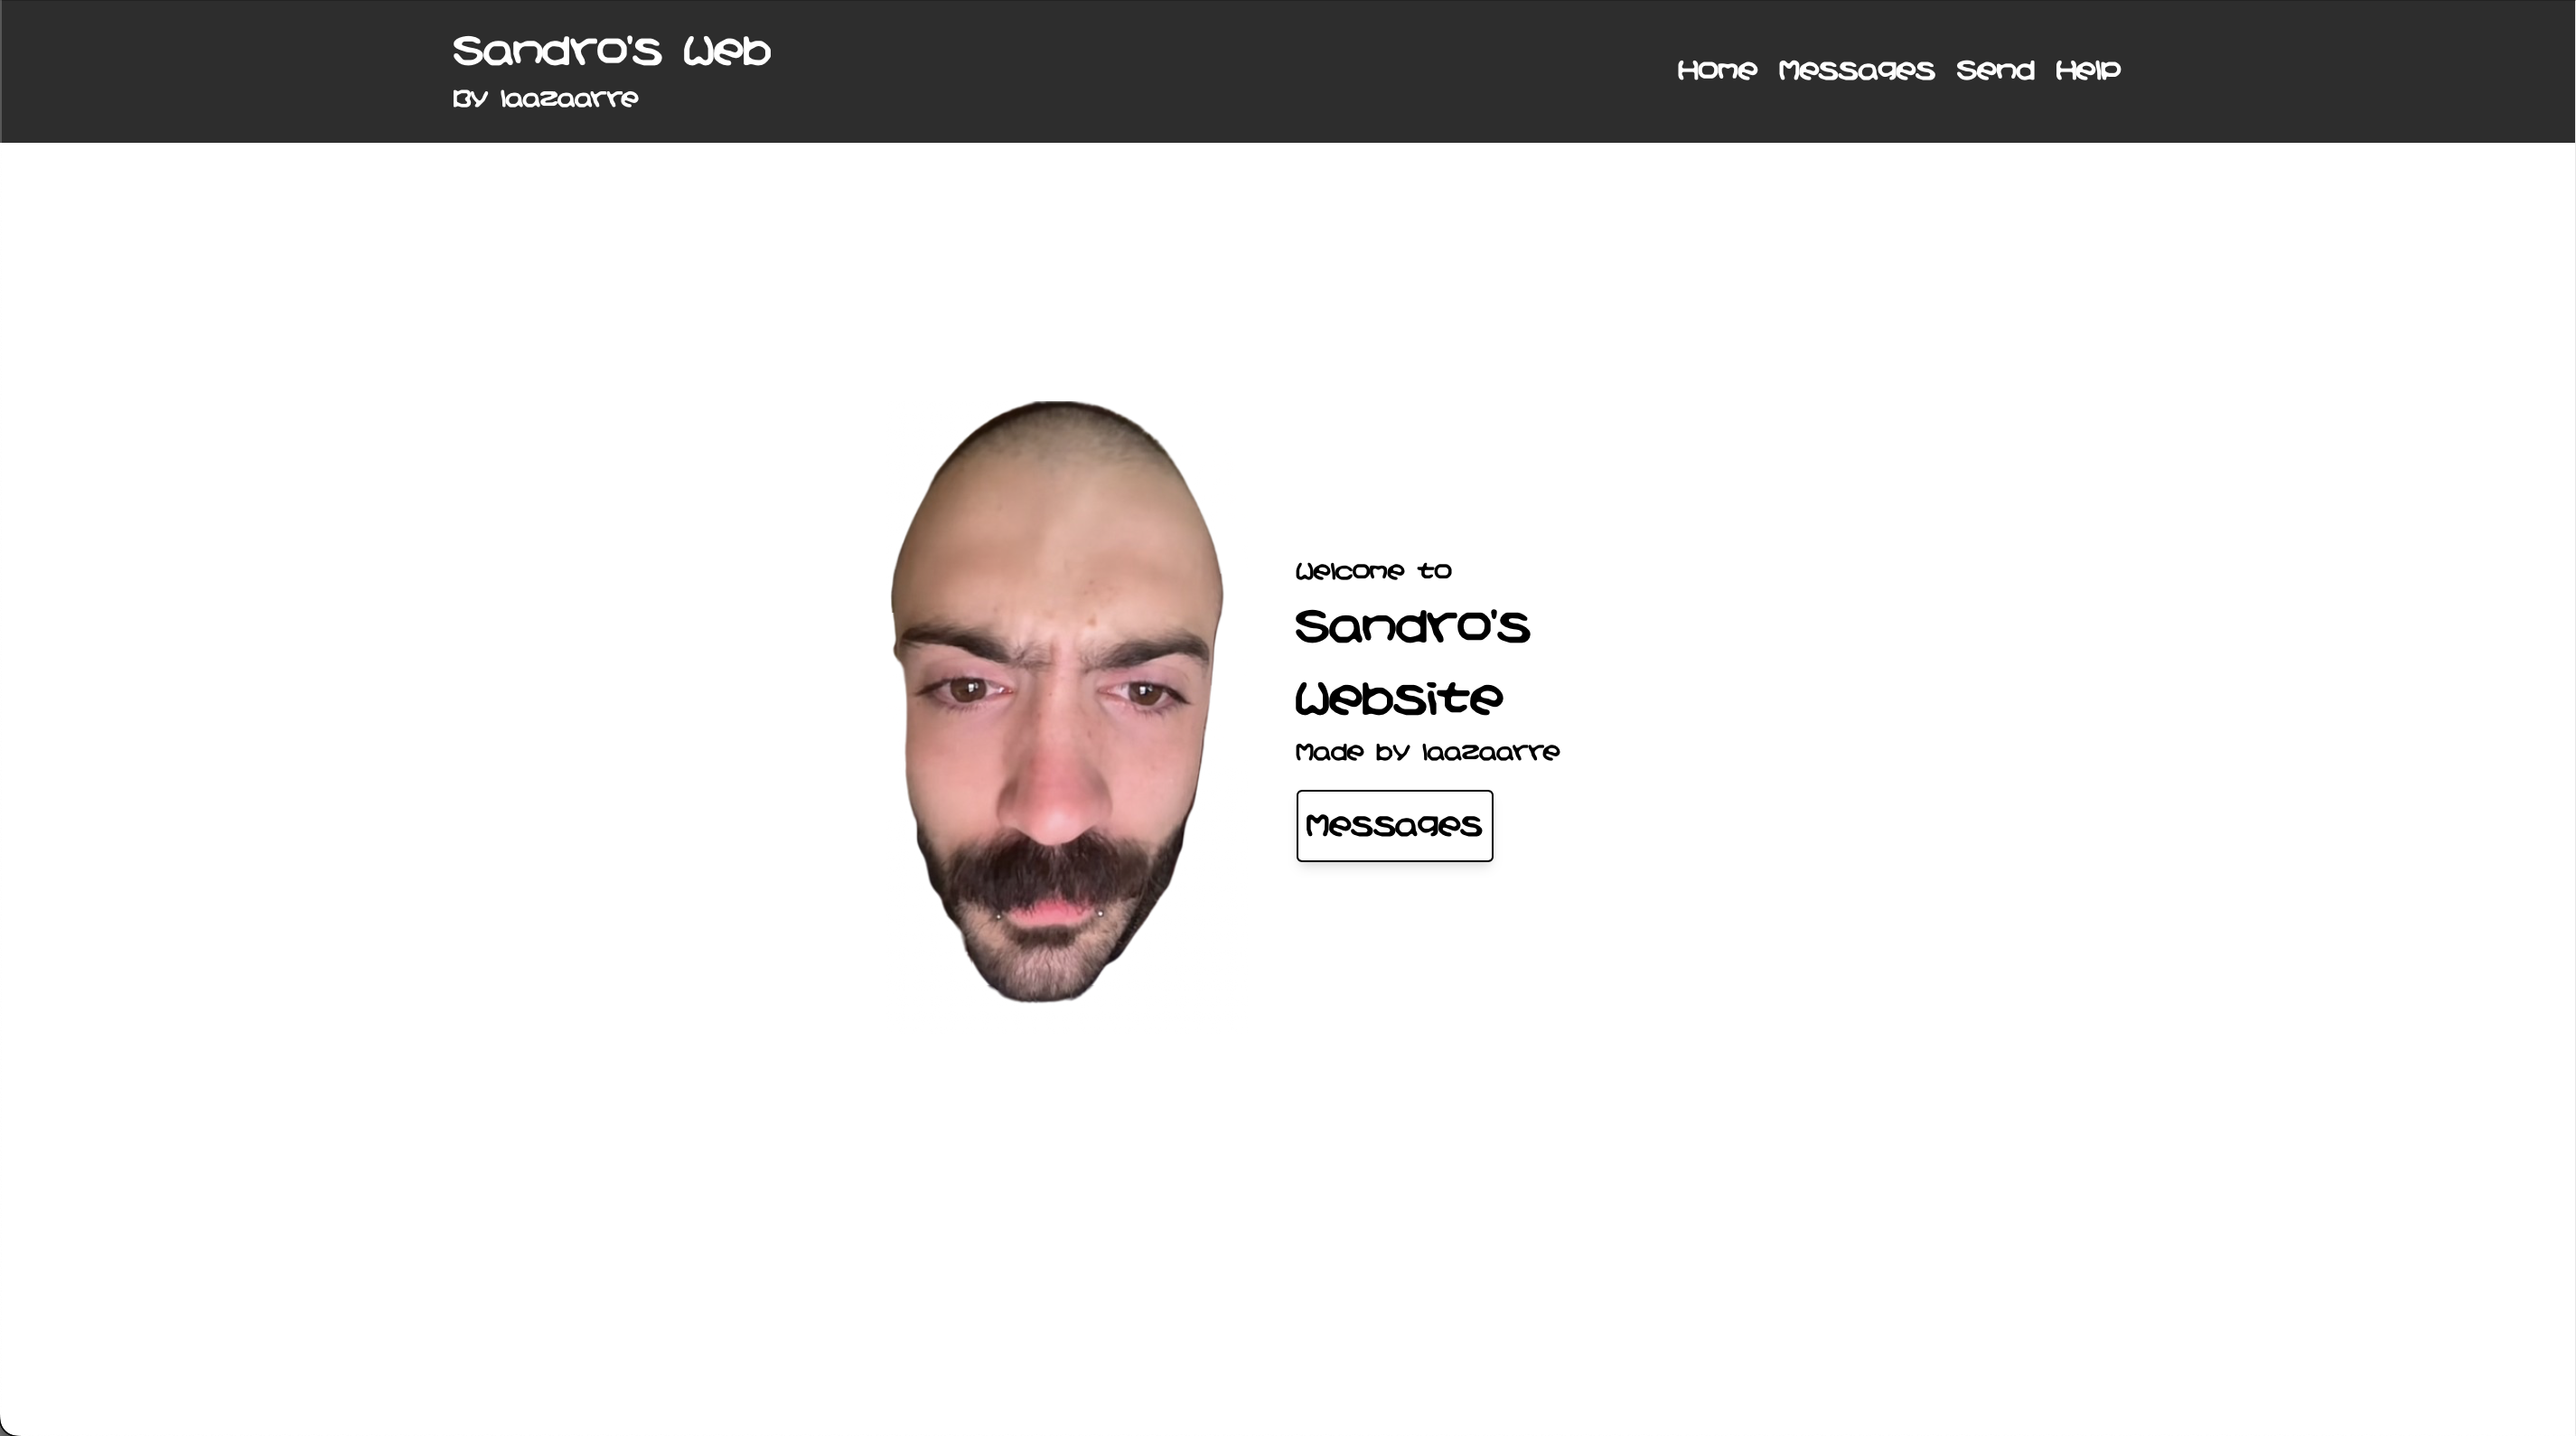 Sandro's Web
By laazaarre
Home Messages Send Help
Welcome to
Sandro's
Website
Made by laazaarre
Messages